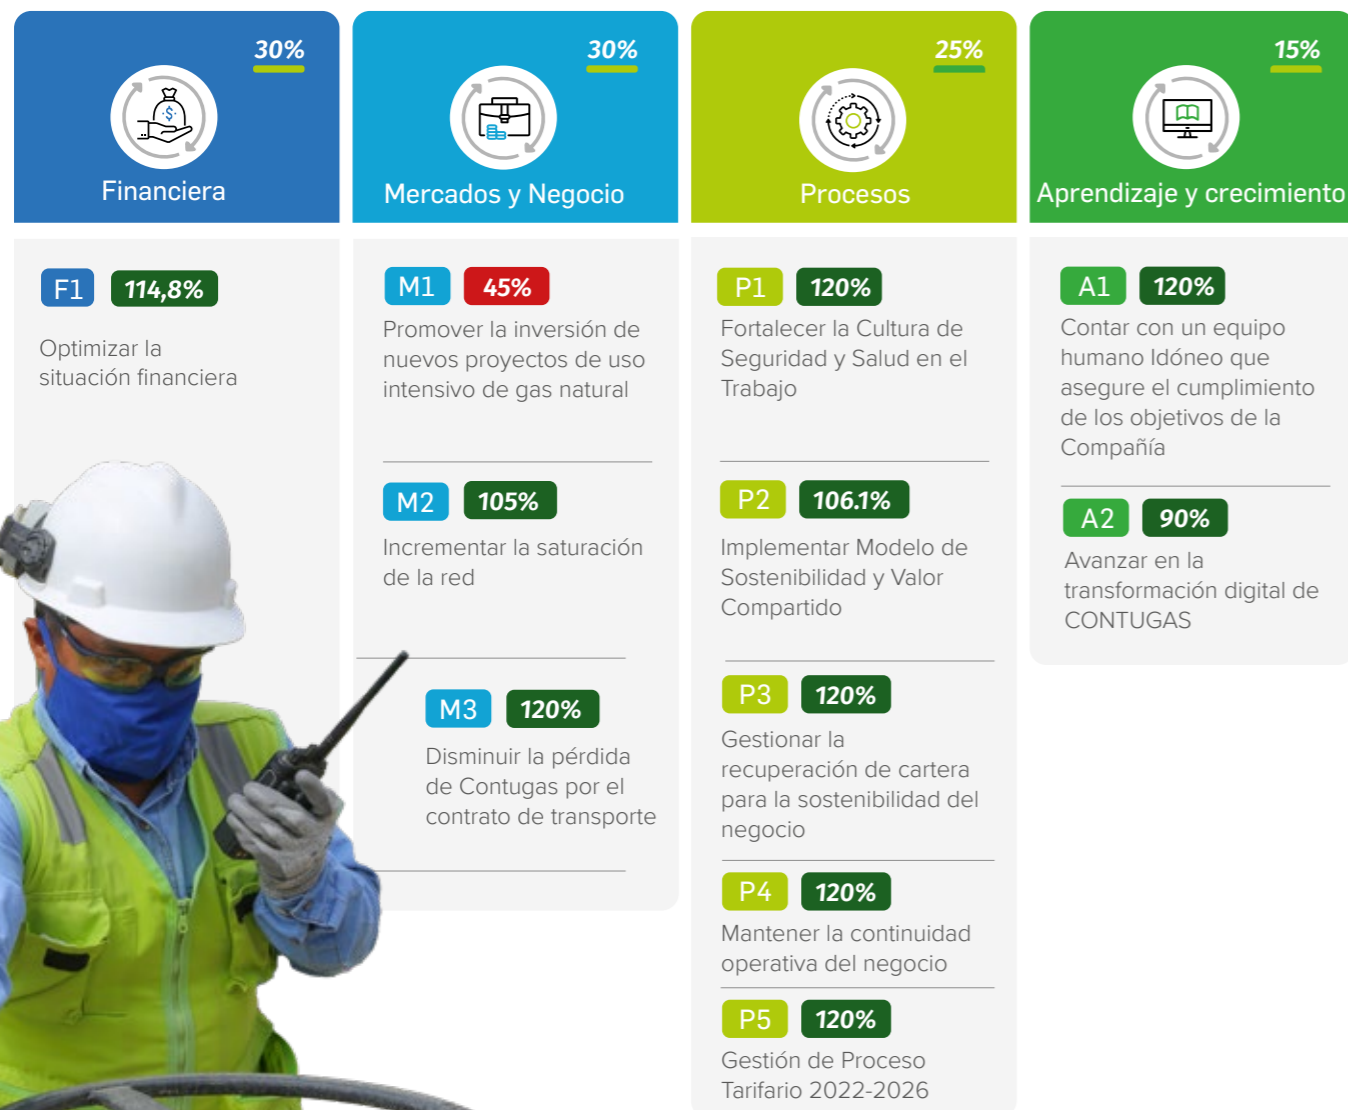 30%
Financiera
F1 114,8%
Optimizar la
situación financiera
30%
Mercados y Negocio
M1 45%
Promover la inversión de
nuevos proyectos de uso
intensivo de gas natural
M2 105%
Incrementar la saturación
de la red
M3 120%
Disminuir la pérdida
de Contugas por el
contrato de transporte
25%
Procesos
P1 120%
Fortalecer la Cultura de
Seguridad y Salud en el
Trabajo
P2 106.1%
Implementar Modelo de
Sostenibilidad y Valor
Compartido
P3 120%
Gestionar la
recuperación de cartera
para la sostenibilidad del
negocio
P4 120%
Mantener la continuidad
operativa del negocio
P5 120%
Gestión de Proceso
Tarifario 2022-2026
15%
Aprendizaje y crecimiento
A1 120%
Contar con un equipo
humano Idóneo que
asegure el cumplimiento
de los objetivos de la
Compañía
A2 90%
Avanzar en la
transformación digital de
CONTUGAS